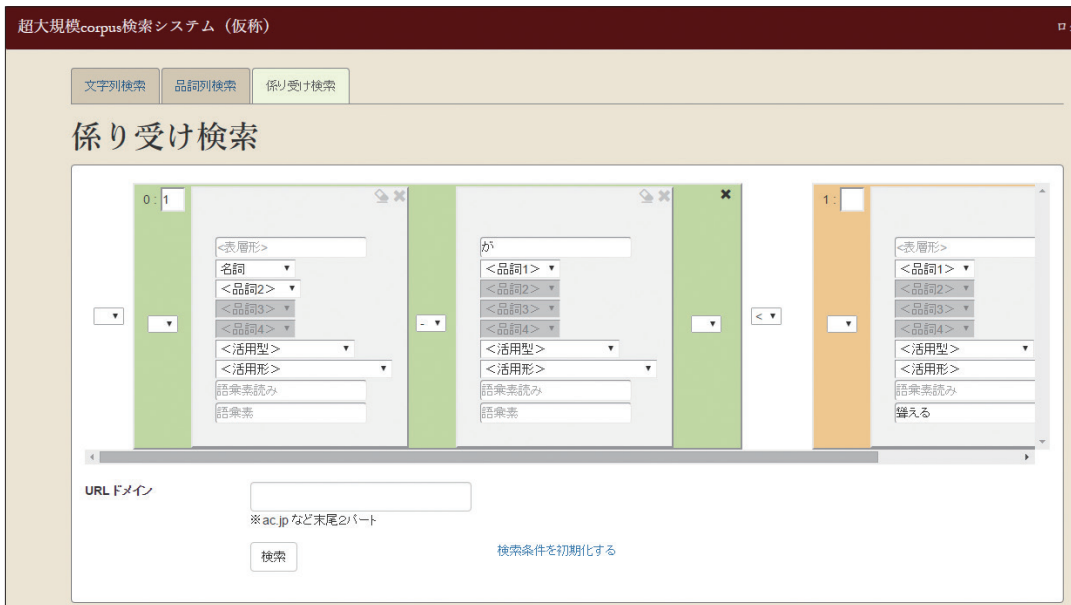 超大規模corpus検索システム（仮称）
文字列検索 品詞列検索 係り受け検索
係り受け検索
0 : 1
<表層形>
名詞
<品詞2>
<品詞3>
<品詞4>
<活用型>
<活用形>
語彙素読み
語彙素
-
が
<品詞1>
<品詞2>
<品詞3>
<品詞4>
<活用型>
<活用形>
語彙素読み
語彙素
<
1 :
<表層形>
<品詞1>
<品詞2>
<品詞3>
<品詞4>
<活用型>
<活用形>
語彙素読み
聳える
URLドメイン
※ac.jpなど末尾2パート
検索 検索条件を初期化する